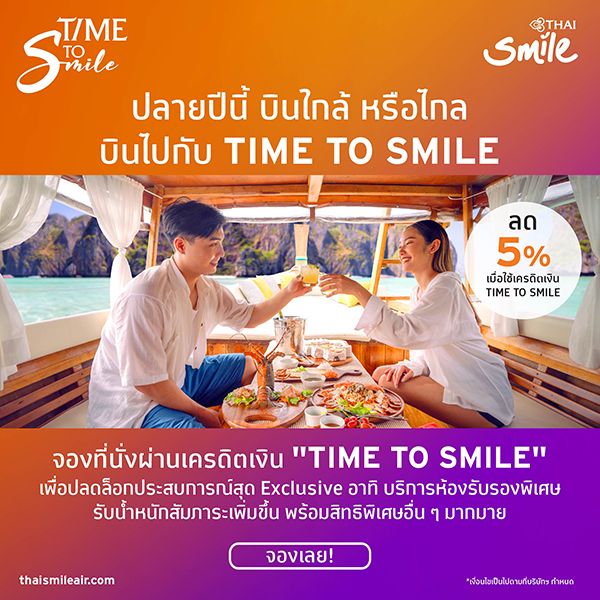 TIME
TO
Smile
THAI
Smile
ปลายปีนี้ บินใกล้ หรือไกล
บินไปกับ TIME TO SMILE
ลด
5%
เมื่อใช้เครดิตเงิน
TIME TO SMILE
จองที่นั่งผ่านเครดิตเงิน "TIME TO SMILE"
เพื่อปลดล็อกประสบการณ์สุด Exclusive อาทิ บริการห้องรับรองพิเศษ
รับน้ำหนักสัมภาระเพิ่มขึ้น พร้อมสิทธิพิเศษอื่น ๆ มากมาย
จองเลย!
thaismileair.com
*เงื่อนไขเป็นไปตามที่บริษัทฯ กำหนด